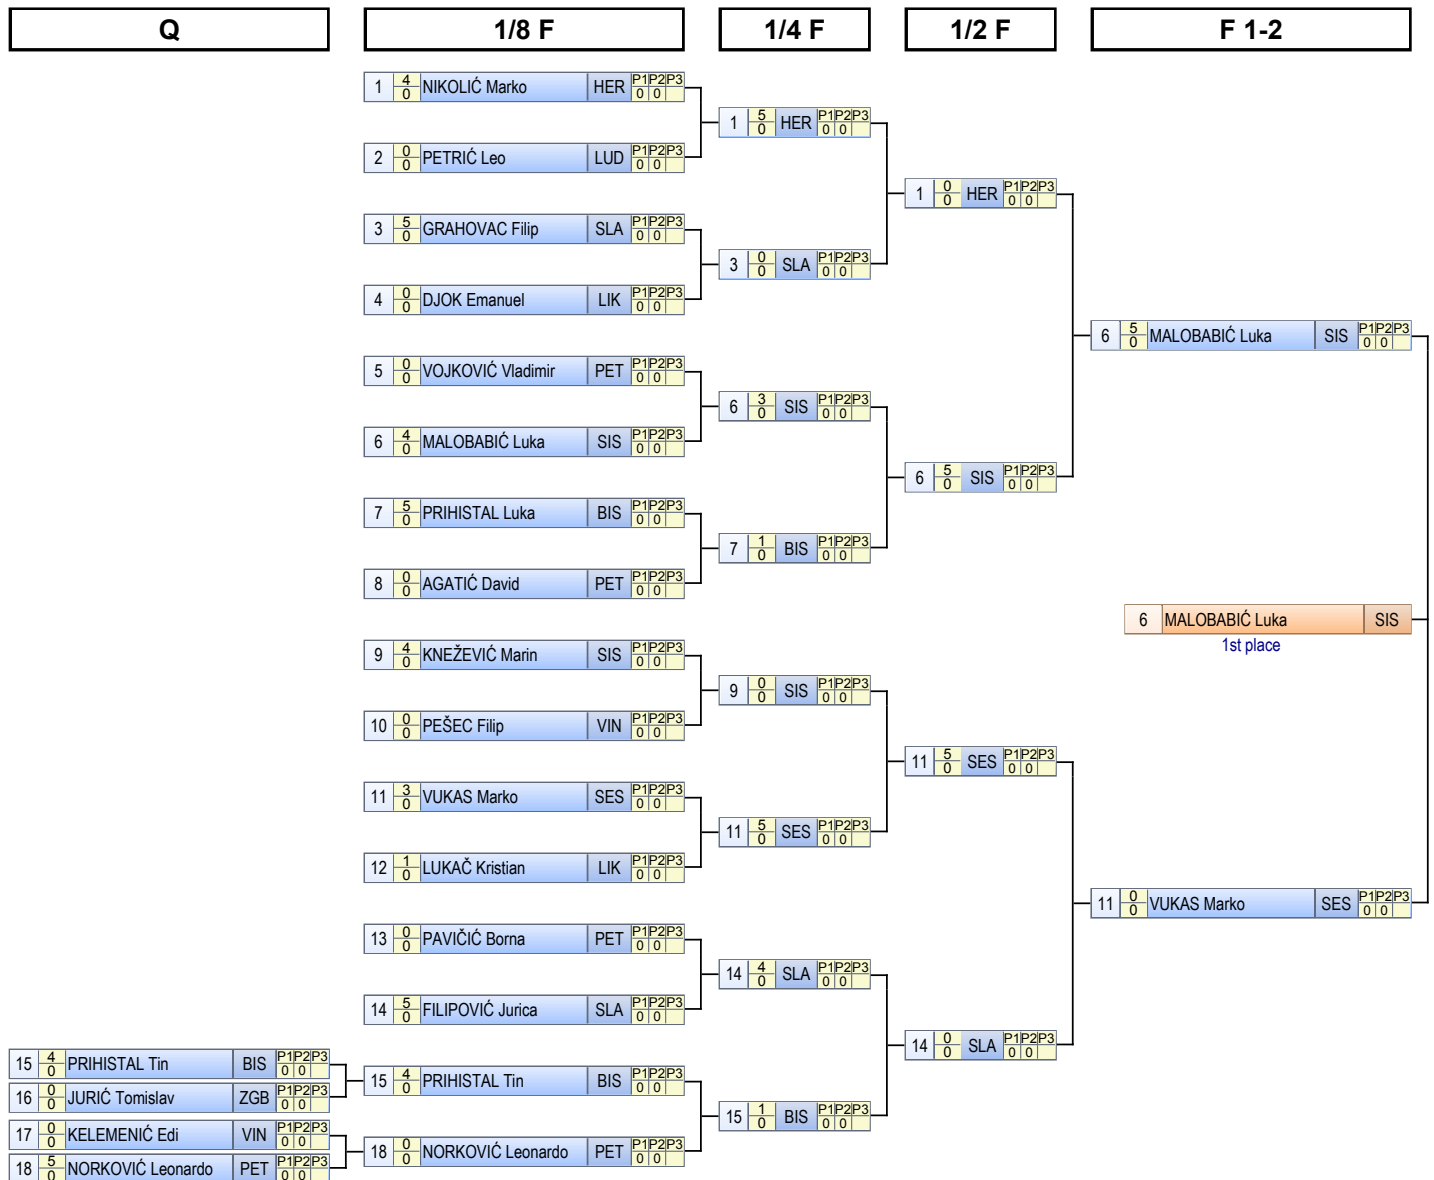 Q 1/8 F 1/4 F 1/2 F F 1-2
1 4 0 NIKOLIĆ Marko HER P1 P2 P3 0 0
1 5 0 HER P1 P2 P3 0 0
2 0 0 PETRIĆ Leo LUD P1 P2 P3 0 0
1 0 0 HER P1 P2 P3 0 0
3 5 0 GRAHOVAC Filip SLA P1 P2 P3 0 0
3 0 0 SLA P1 P2 P3 0 0
4 0 0 DJOK Emanuel LIK P1 P2 P3 0 0
6 5 0 MALOBABIĆ Luka SIS P1 P2 P3 0 0
5 0 0 VOJKOVIĆ Vladimir PET P1 P2 P3 0 0
6 3 0 SIS P1 P2 P3 0 0
6 4 0 MALOBABIĆ Luka SIS P1 P2 P3 0 0
6 5 0 SIS P1 P2 P3 0 0
7 5 0 PRIHISTAL Luka BIS P1 P2 P3 0 0
7 1 0 BIS P1 P2 P3 0 0
8 0 0 AGATIĆ David PET P1 P2 P3 0 0
6 MALOBABIĆ Luka SIS
1st place
9 4 0 KNEŽEVIĆ Marin SIS P1 P2 P3 0 0
9 0 0 SIS P1 P2 P3 0 0
10 0 0 PEŠEC Filip VIN P1 P2 P3 0 0
11 5 0 SES P1 P2 P3 0 0
11 3 0 VUKAS Marko SES P1 P2 P3 0 0
11 5 0 SES P1 P2 P3 0 0
12 1 0 LUKAČ Kristian LIK P1 P2 P3 0 0
11 0 0 VUKAS Marko SES P1 P2 P3 0 0
13 0 0 PAVIČIĆ Borna PET P1 P2 P3 0 0
14 4 0 SLA P1 P2 P3 0 0
14 5 0 FILIPOVIĆ Jurica SLA P1 P2 P3 0 0
14 0 0 SLA P1 P2 P3 0 0
15 4 0 PRIHISTAL Tin BIS P1 P2 P3 0 0
15 4 0 PRIHISTAL Tin BIS P1 P2 P3 0 0
16 0 0 JURIĆ Tomislav ZGB P1 P2 P3 0 0
15 1 0 BIS P1 P2 P3 0 0
17 0 0 KELEMENIĆ Edi VIN P1 P2 P3 0 0
18 0 0 NORKOVIĆ Leonardo PET P1 P2 P3 0 0
18 5 0 NORKOVIĆ Leonardo PET P1 P2 P3 0 0